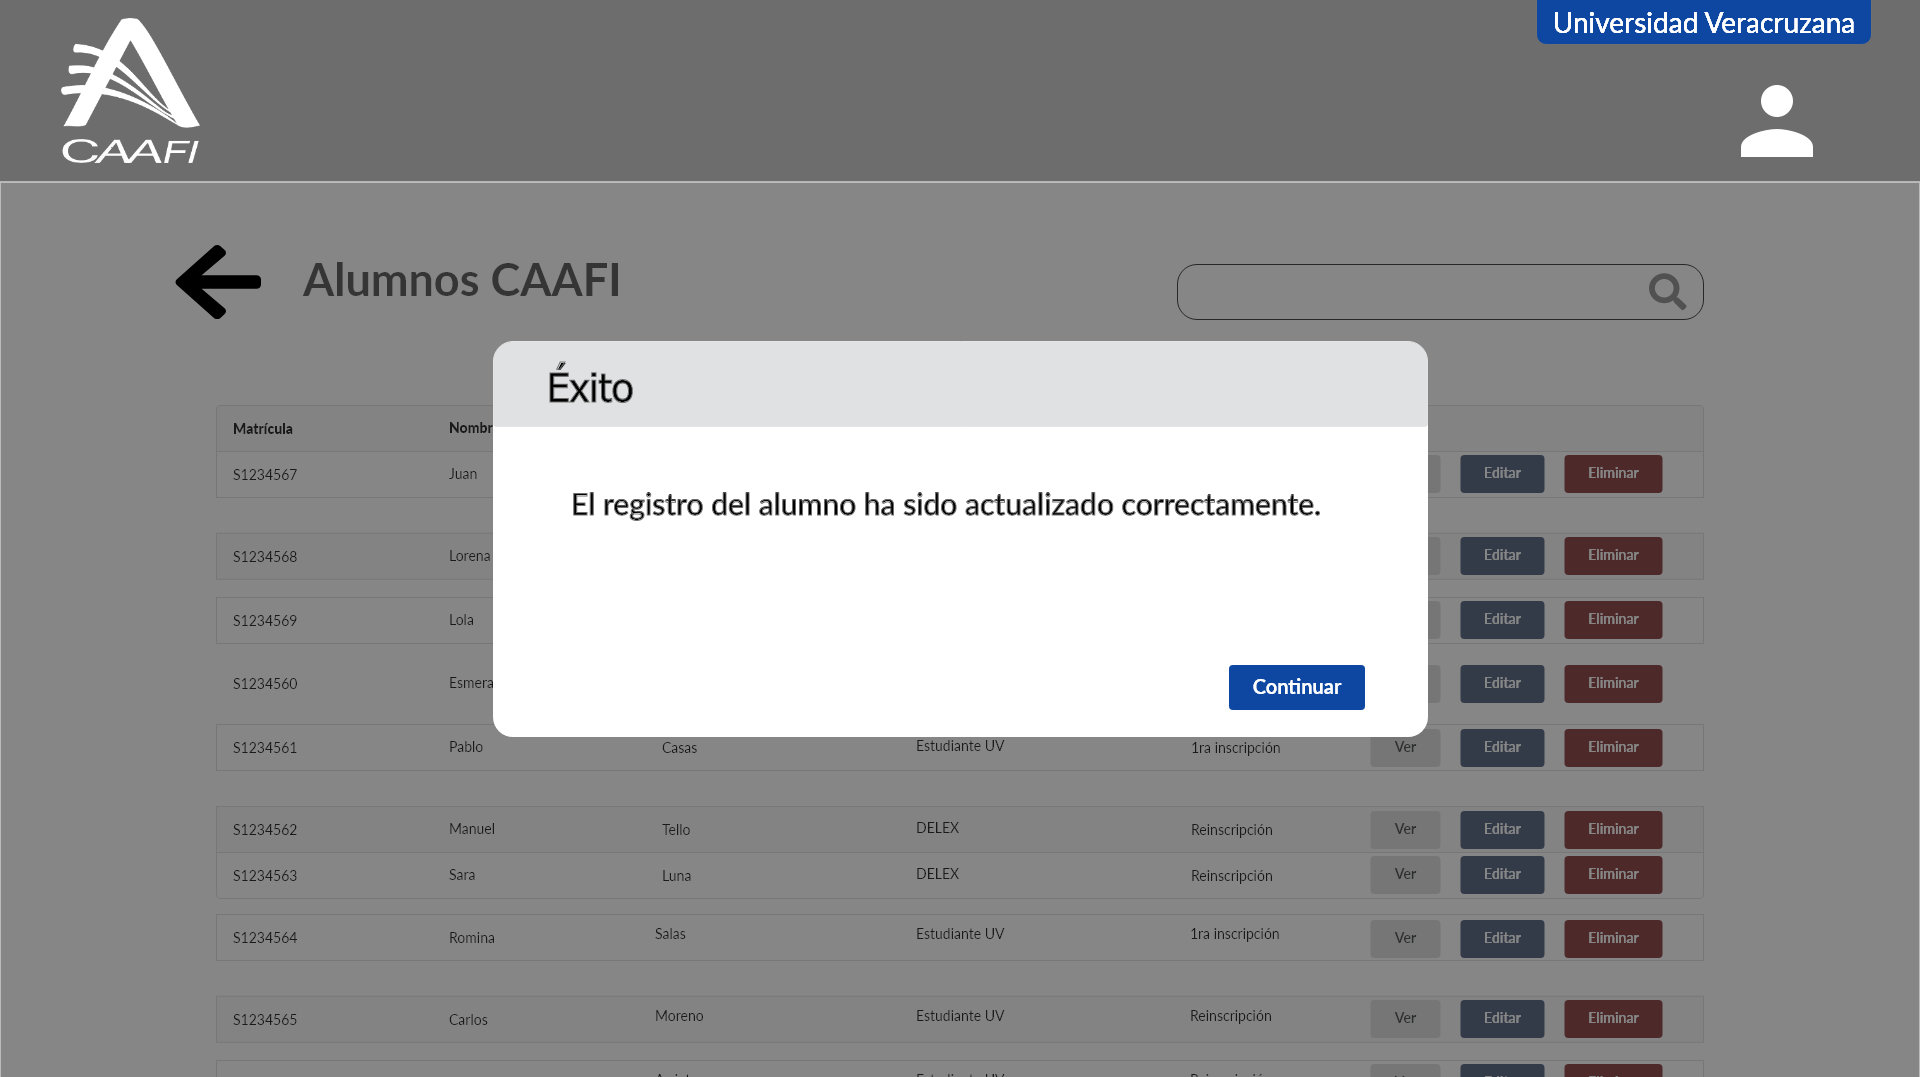 Universidad Veracruzana
CAAFI
Alumnos CAAFI
Éxito
El registro del alumno ha sido actualizado correctamente.
Continuar
Matrícula Nombr
S1234567 Juan Editar Eliminar
S1234568 Lorena Editar Eliminar
S1234569 Lola Editar Eliminar
S1234560 Esmera Editar Eliminar
S1234561 Pablo Casas Estudiante UV 1ra inscripción Ver Editar Eliminar
S1234562 Manuel Tello DELEX Reinscripción Ver Editar Eliminar
S1234563 Sara Luna DELEX Reinscripción Ver Editar Eliminar
S1234564 Romina Salas Estudiante UV 1ra inscripción Ver Editar Eliminar
S1234565 Carlos Moreno Estudiante UV Reinscripción Ver Editar Eliminar